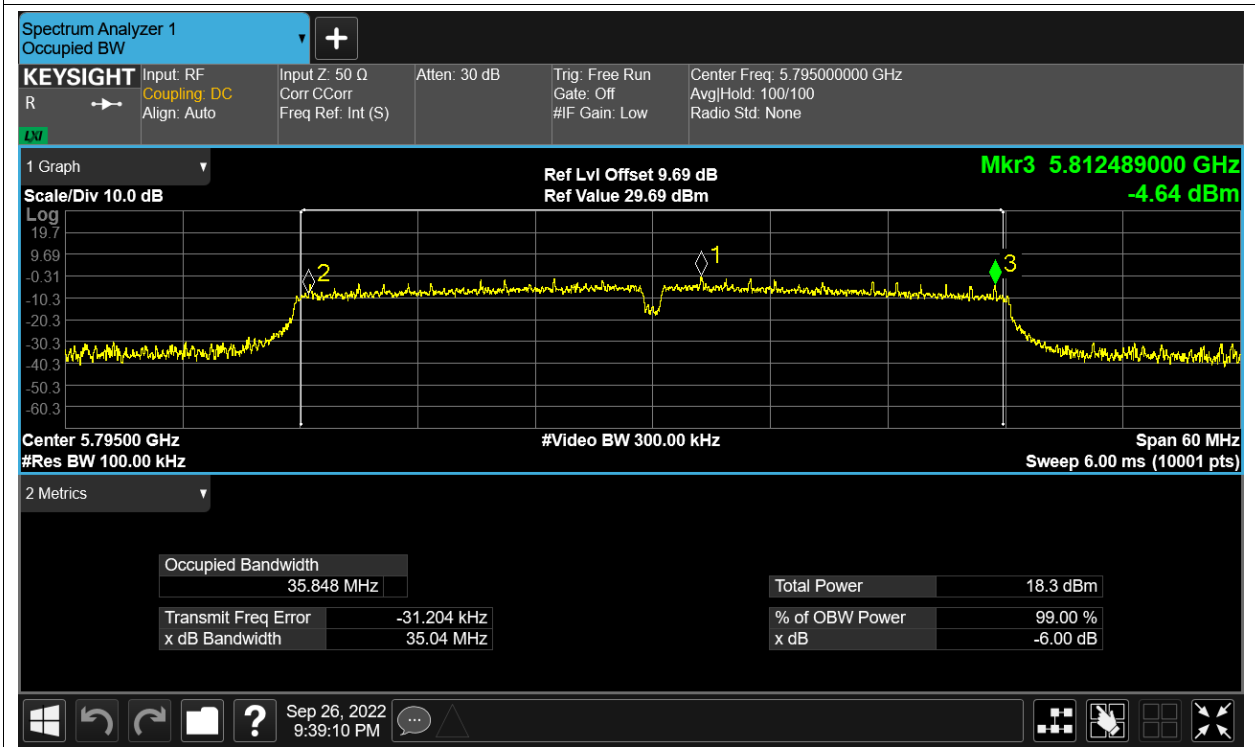 Spectrum Analyzer 1
Occupied BW
KEYSIGHT
R
LXI
Input: RF
Coupling: DC
Align: Auto
Input Z: 50 Ω
Corr CCorr
Freq Ref: Int (S)
Atten: 30 dB
Trig: Free Run
Gate: Off
#IF Gain: Low
Center Freq: 5.795000000 GHz
Avg|Hold: 100/100
Radio Std: None
1 Graph
Scale/Div 10.0 dB
Ref Lvl Offset 9.69 dB
Ref Value 29.69 dBm
Mkr3 5.812489000 GHz
-4.64 dBm
Log
19.7
9.69
-0.31
-10.3
-20.3
-30.3
-40.3
-50.3
-60.3
2
1
3
Center 5.79500 GHz
#Video BW 300.00 kHz
Span 60 MHz
#Res BW 100.00 kHz
Sweep 6.00 ms (10001 pts)
2 Metrics
Occupied Bandwidth
35.848 MHz
Transmit Freq Error -31.204 kHz
x dB Bandwidth 35.04 MHz
Total Power 18.3 dBm
% of OBW Power 99.00 %
x dB -6.00 dB
Sep 26, 2022
9:39:10 PM